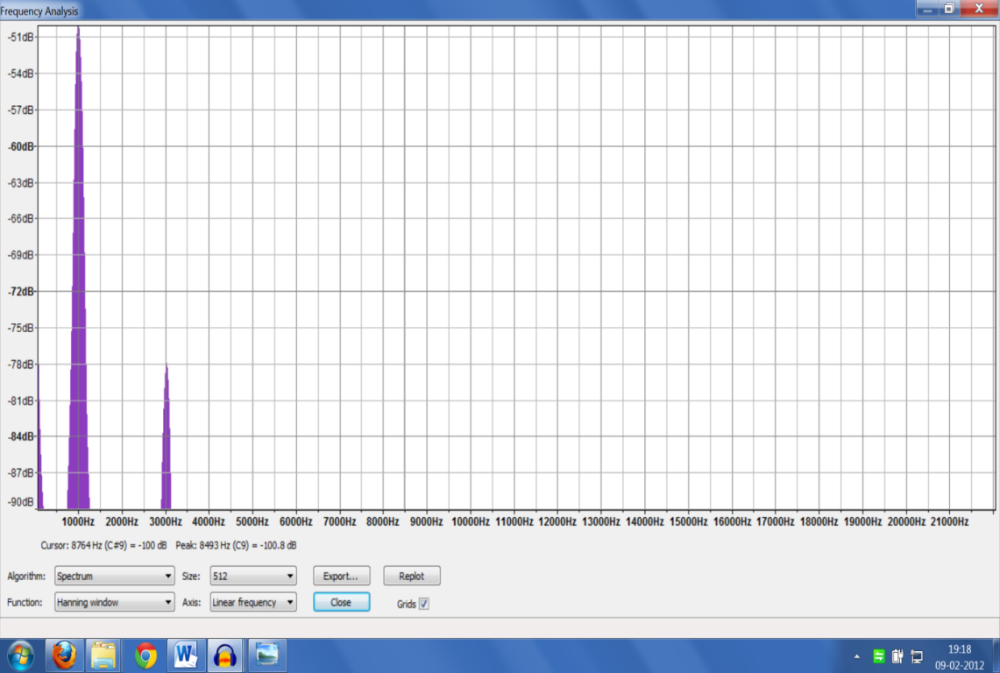 Frequency Analysis
-51dB
-54dB
-57dB
-60dB
-63dB
-66dB
-69dB
-72dB
-75dB
-78dB
-81dB
-84dB
-87dB
-90dB
1000Hz 2000Hz 3000Hz 4000Hz 5000Hz 6000Hz 7000Hz 8000Hz 9000Hz 10000Hz 11000Hz 12000Hz 13000Hz 14000Hz 15000Hz 16000Hz 17000Hz 18000Hz 19000Hz 20000Hz 21000Hz
Cursor: 8764 Hz (C#9) = -100 dB Peak: 8493 Hz (C9) = -100.8 dB
Algorithm: Spectrum Size: 512 Export... Replot
Function: Hanning window Axis: Linear frequency Close Grids
W
19:18
09-02-2012